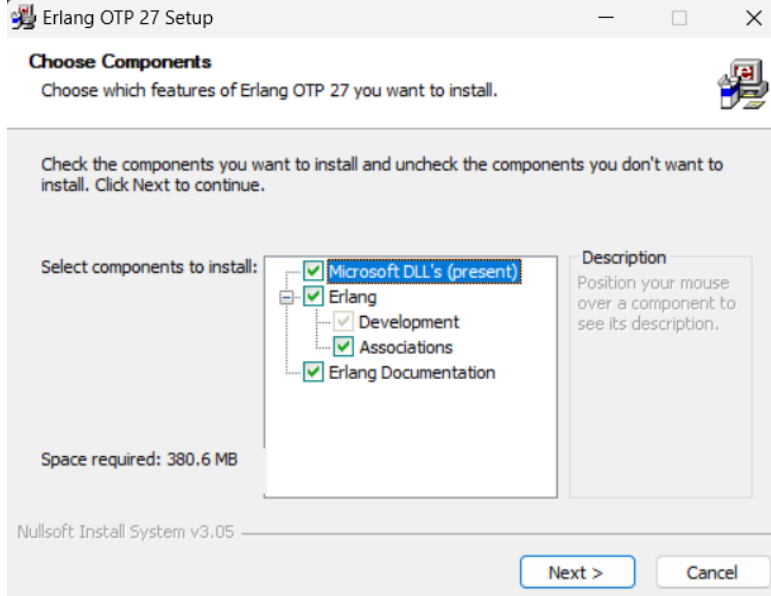 Erlang OTP 27 Setup
Choose Components
Choose which features of Erlang OTP 27 you want to install.
Check the components you want to install and uncheck the components you don't want to
install. Click Next to continue.
Select components to install:
Microsoft DLL's (present)
Erlang
Development
Associations
Erlang Documentation
Description
Position your mouse
over a component to
see its description.
Space required: 380.6 MB
Nullsoft Install System v3.05
Next >
Cancel